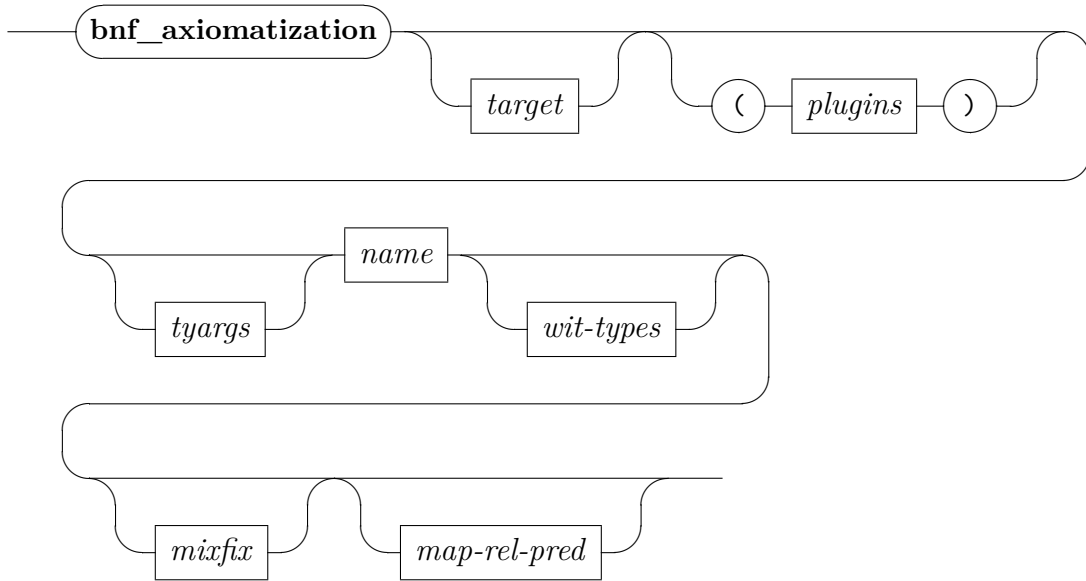 bnf_axiomatization
target ( plugins )
name
tyargs wit-types
mixfix map-rel-pred